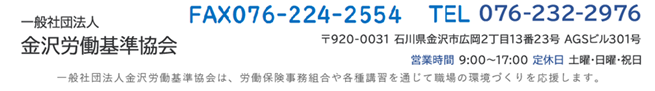 一般社団法人
金沢労働基準協会
FAX076-224-2554 TEL 076-232-2976
〒920-0031 石川県金沢市広岡2丁目13番23号 AGSビル301号
営業時間 9:00～17:00 定休日 土曜・日曜・祝日
一般社団法人金沢労働基準協会は、労働保険事務組合や各種講習を通じて職場の環境づくりを応援します。